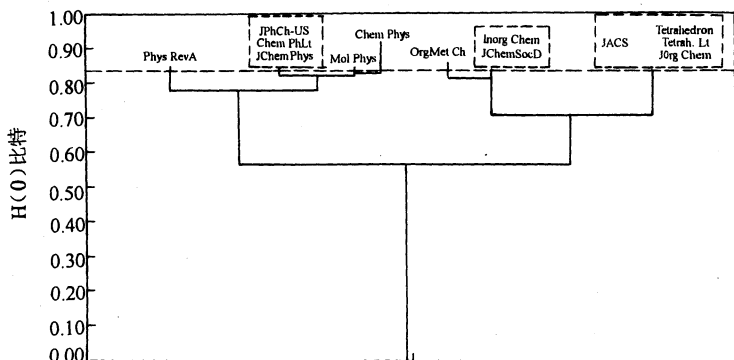 H(0)比特
1.00
0.90
0.80
0.70
0.60
0.50
0.40
0.30
0.20
0.10
0.00
Phys RevA
JPhCh-US
Chem PhLt
JChemPhys
Mol Phys
Chem Phys
OrgMet Ch
Inorg Chem
JChemSocD
JACS
Tetrahedron
Tetrah. Lt
J0rg Chem